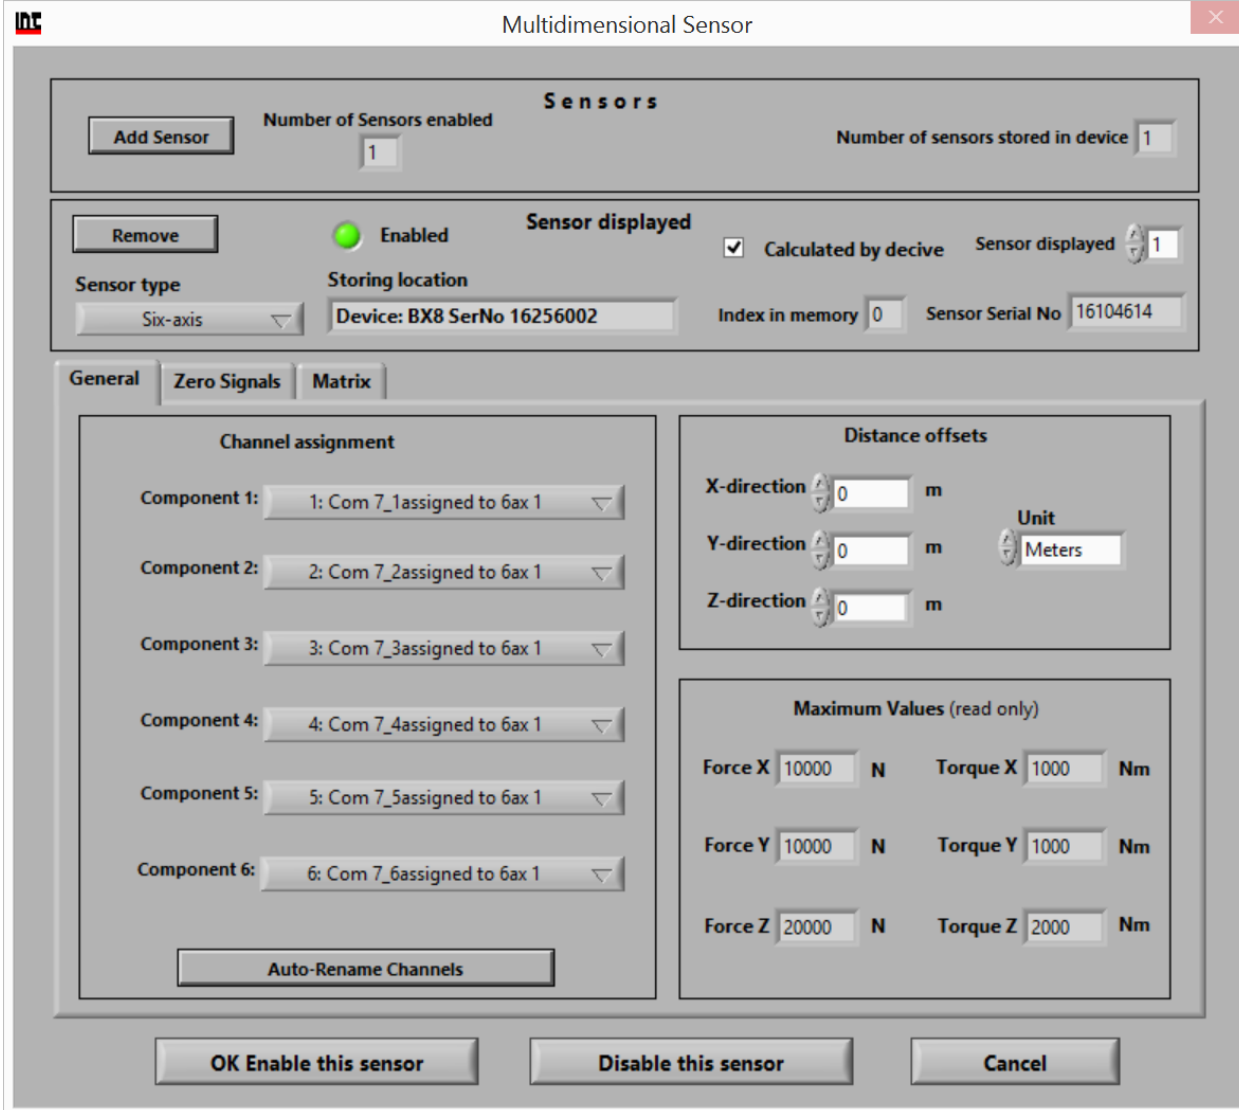 Multidimensional Sensor
Sensors
Add Sensor
Number of Sensors enabled
1
Number of sensors stored in device 1
Remove
Enabled
Sensor displayed
Calculated by decive
Sensor displayed 1
Sensor type
Six-axis
Storing location
Device: BX8 SerNo 16256002
Index in memory 0
Sensor Serial No 16104614
General
Zero Signals
Matrix
Channel assignment
Component 1: 1: Com 7_1assigned to 6ax 1
Component 2: 2: Com 7_2assigned to 6ax 1
Component 3: 3: Com 7_3assigned to 6ax 1
Component 4: 4: Com 7_4assigned to 6ax 1
Component 5: 5: Com 7_5assigned to 6ax 1
Component 6: 6: Com 7_6assigned to 6ax 1
Auto-Rename Channels
Distance offsets
X-direction 0 m
Y-direction 0 m
Z-direction 0 m
Unit
Meters
Maximum Values (read only)
Force X 10000 N Torque X 1000 Nm
Force Y 10000 N Torque Y 1000 Nm
Force Z 20000 N Torque Z 2000 Nm
OK Enable this sensor
Disable this sensor
Cancel